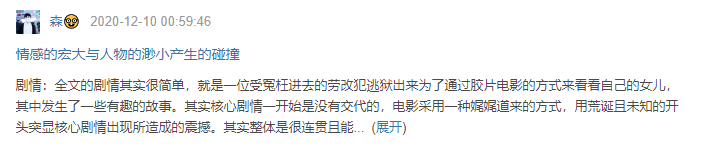 森🤓 2020-12-10 00:59:46
情感的宏大与人物的渺小产生的碰撞
剧情：全文的剧情其实很简单，就是一位受冤枉进去的劳改犯逃狱出来为了通过胶片电影的方式来看看自己的女儿，
其中发生了一些有趣的故事。其实核心剧情一开始是没有交代的，电影采用一种娓娓道来的方式，用荒诞且未知的开
头突显核心剧情出现所造成的震撼。其实整体是很连贯且能... (展开)